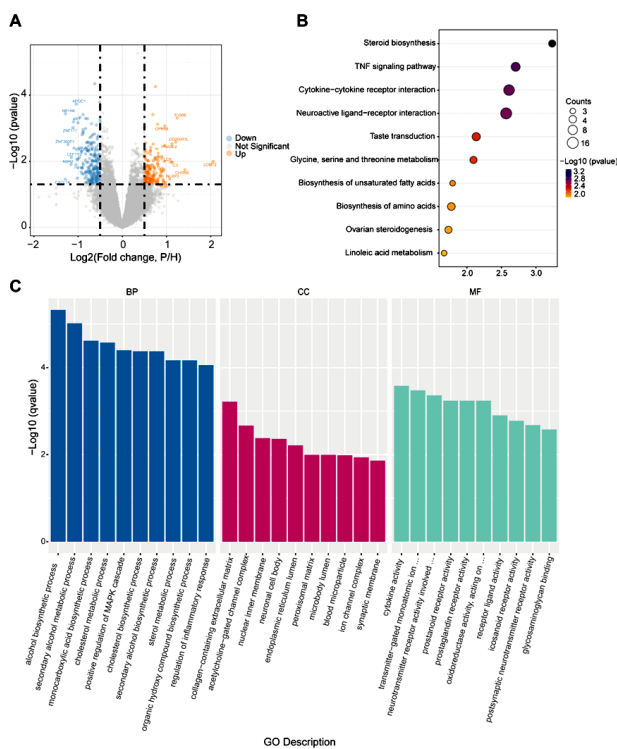 A
−Log10 (pvalue)
4
2
0
−2
−1
0
1
2
Log2(Fold change, P/H)
Down
Not Significant
Up
B
Steroid biosynthesis
TNF signaling pathway
Cytokine−cytokine receptor interaction
Neuroactive ligand−receptor interaction
Taste transduction
Glycine, serine and threonine metabolism
Biosynthesis of unsaturated fatty acids
Biosynthesis of amino acids
Ovarian steroidogenesis
Linoleic acid metabolism
2.0
2.5
3.0
Counts
3
4
8
16
−Log10 (pvalue)
3.2
2.8
2.4
2.0
C
BP
CC
MF
−Log10 (qvalue)
4
2
0
alcohol biosynthetic process
secondary alcohol metabolic process
monocarboxylic acid biosynthetic process
cholesterol metabolic process
positive regulation of MAPK cascade
cholesterol biosynthetic process
secondary alcohol biosynthetic process
sterol metabolic process
organic hydroxy compound biosynthetic process
regulation of inflammatory response
collagen−containing extracellular matrix
acetylcholine−gated channel complex
nuclear inner membrane
neuronal cell body
endoplasmic reticulum lumen
peroxisomal matrix
microbody lumen
blood microparticle
ion channel complex
synaptic membrane
cytokine activity
transmitter−gated monoatomic ion ...
neurotransmitter receptor activity involved ...
prostanoid receptor activity
prostaglandin receptor activity
oxidoreductase activity, acting on ...
receptor ligand activity
icosanoid receptor activity
postsynaptic neurotransmitter receptor activity
glycosaminoglycan binding
GO Description